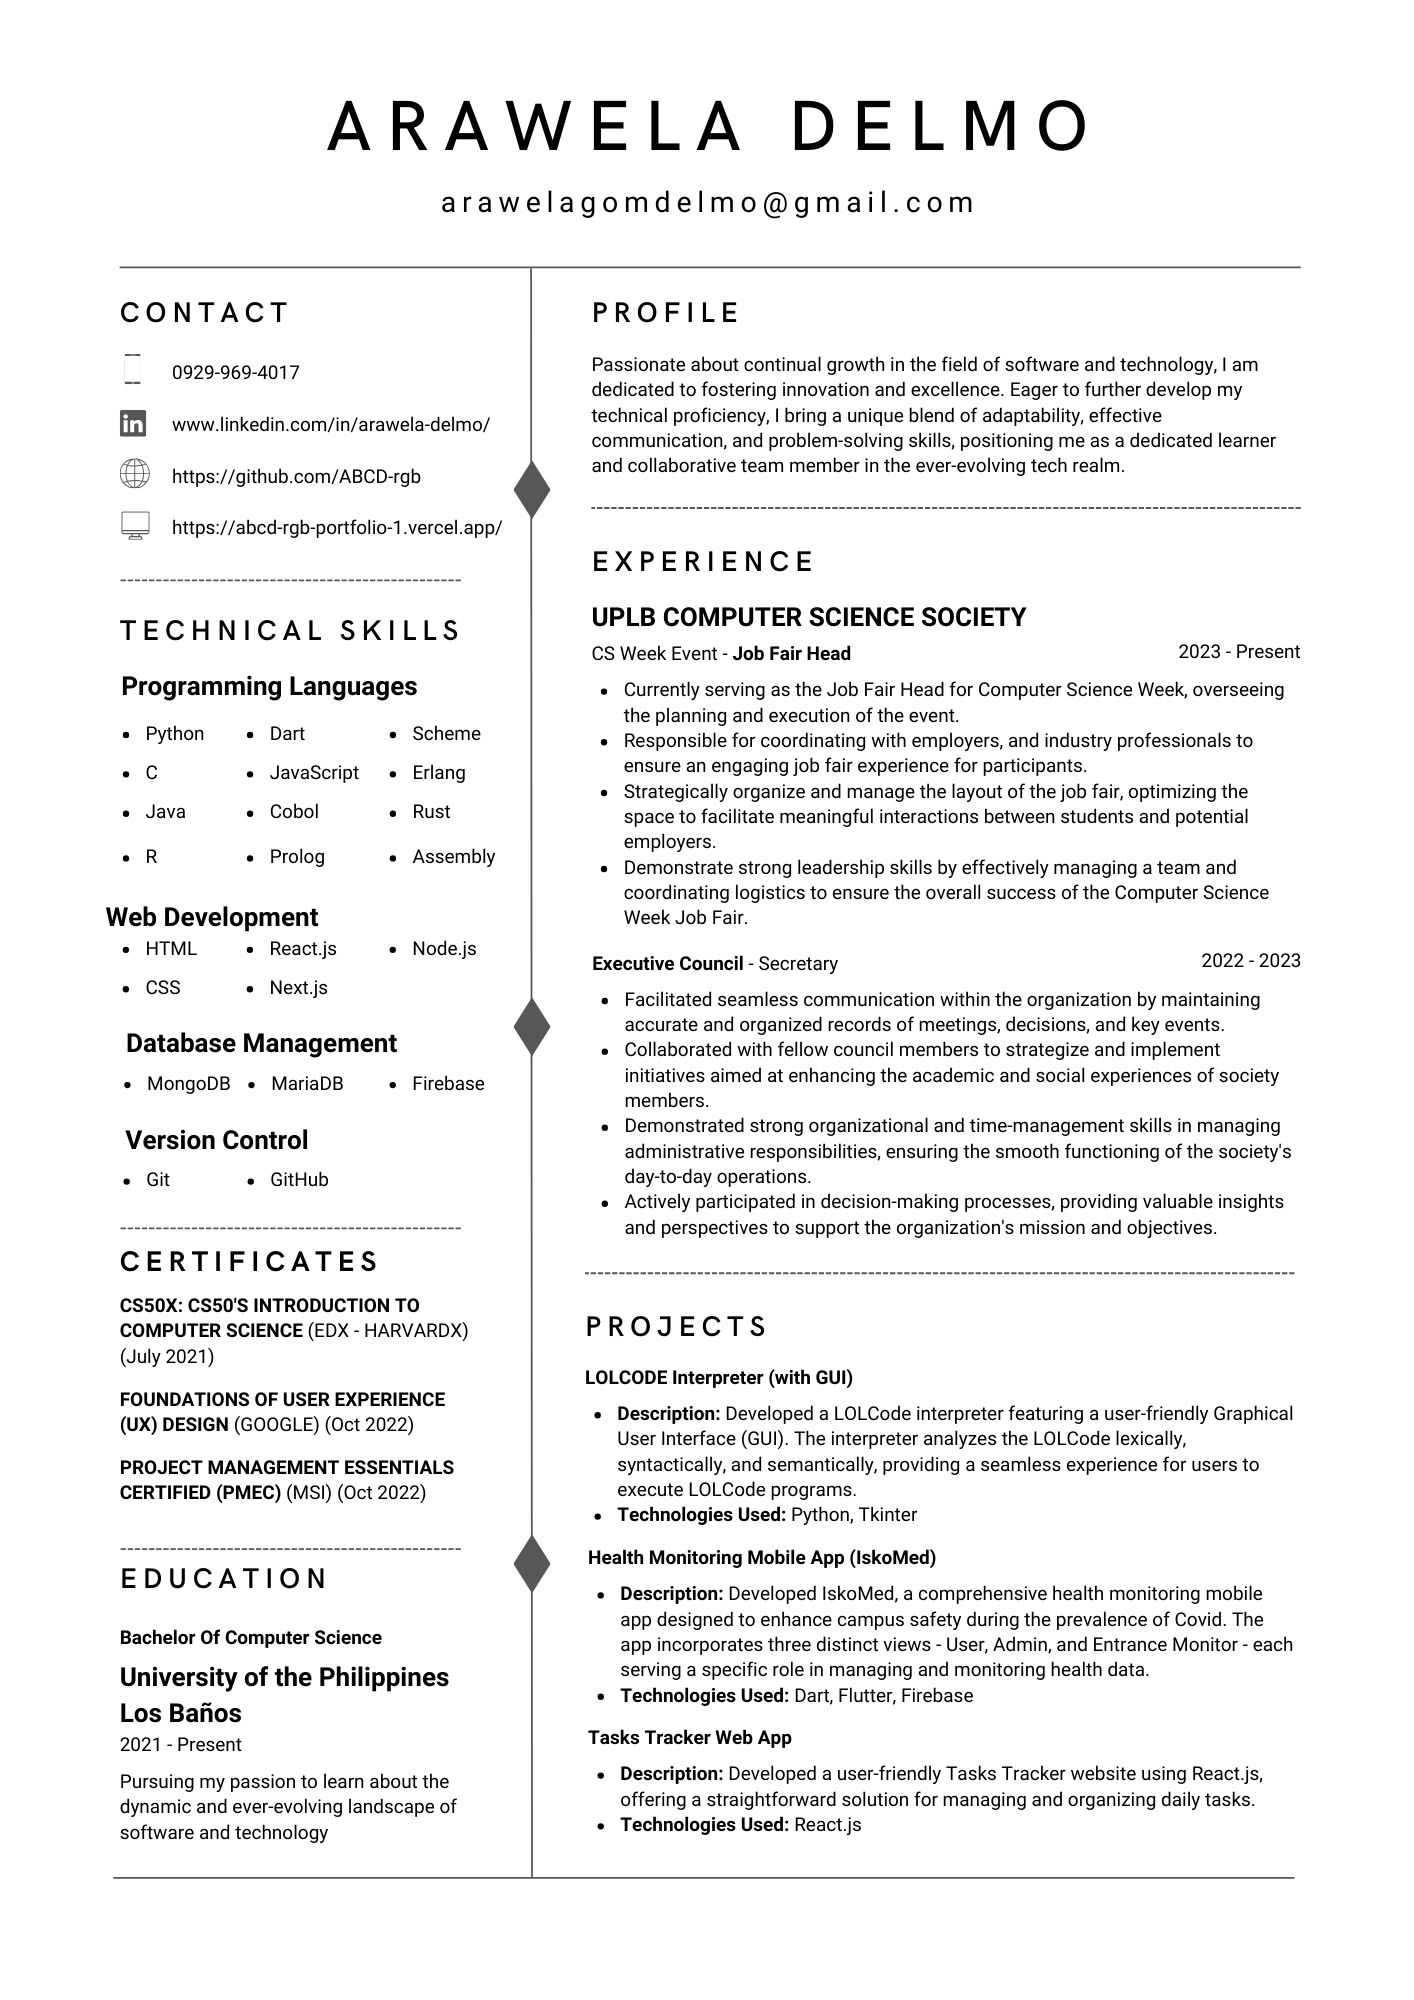 ARAWELA DELMO
arawelagomdelmo@gmail.com
CONTACT
0929-969-4017
www.linkedin.com/in/arawela-delmo/
https://github.com/ABCD-rgb
https://abcd-rgb-portfolio-1.vercel.app/
TECHNICAL SKILLS
Programming Languages
• Python • Dart • Scheme
• C • JavaScript • Erlang
• Java • Cobol • Rust
• R • Prolog • Assembly
Web Development
• HTML • React.js • Node.js
• CSS • Next.js
Database Management
• MongoDB • MariaDB • Firebase
Version Control
• Git • GitHub
CERTIFICATES
CS50X: CS50'S INTRODUCTION TO
COMPUTER SCIENCE (EDX - HARVARDX)
(July 2021)
FOUNDATIONS OF USER EXPERIENCE
(UX) DESIGN (GOOGLE) (Oct 2022)
PROJECT MANAGEMENT ESSENTIALS
CERTIFIED (PMEC) (MSI) (Oct 2022)
EDUCATION
Bachelor Of Computer Science
University of the Philippines
Los Baños
2021 - Present
Pursuing my passion to learn about the
dynamic and ever-evolving landscape of
software and technology
PROFILE
Passionate about continual growth in the field of software and technology, I am
dedicated to fostering innovation and excellence. Eager to further develop my
technical proficiency, I bring a unique blend of adaptability, effective
communication, and problem-solving skills, positioning me as a dedicated learner
and collaborative team member in the ever-evolving tech realm.
EXPERIENCE
UPLB COMPUTER SCIENCE SOCIETY
CS Week Event - Job Fair Head 2023 - Present
• Currently serving as the Job Fair Head for Computer Science Week, overseeing
the planning and execution of the event.
• Responsible for coordinating with employers, and industry professionals to
ensure an engaging job fair experience for participants.
• Strategically organize and manage the layout of the job fair, optimizing the
space to facilitate meaningful interactions between students and potential
employers.
• Demonstrate strong leadership skills by effectively managing a team and
coordinating logistics to ensure the overall success of the Computer Science
Week Job Fair.
Executive Council - Secretary 2022 - 2023
• Facilitated seamless communication within the organization by maintaining
accurate and organized records of meetings, decisions, and key events.
• Collaborated with fellow council members to strategize and implement
initiatives aimed at enhancing the academic and social experiences of society
members.
• Demonstrated strong organizational and time-management skills in managing
administrative responsibilities, ensuring the smooth functioning of the society's
day-to-day operations.
• Actively participated in decision-making processes, providing valuable insights
and perspectives to support the organization's mission and objectives.
PROJECTS
LOLCODE Interpreter (with GUI)
• Description: Developed a LOLCode interpreter featuring a user-friendly Graphical
User Interface (GUI). The interpreter analyzes the LOLCode lexically,
syntactically, and semantically, providing a seamless experience for users to
execute LOLCode programs.
• Technologies Used: Python, Tkinter
Health Monitoring Mobile App (IskoMed)
• Description: Developed IskoMed, a comprehensive health monitoring mobile
app designed to enhance campus safety during the prevalence of Covid. The
app incorporates three distinct views - User, Admin, and Entrance Monitor - each
serving a specific role in managing and monitoring health data.
• Technologies Used: Dart, Flutter, Firebase
Tasks Tracker Web App
• Description: Developed a user-friendly Tasks Tracker website using React.js,
offering a straightforward solution for managing and organizing daily tasks.
• Technologies Used: React.js